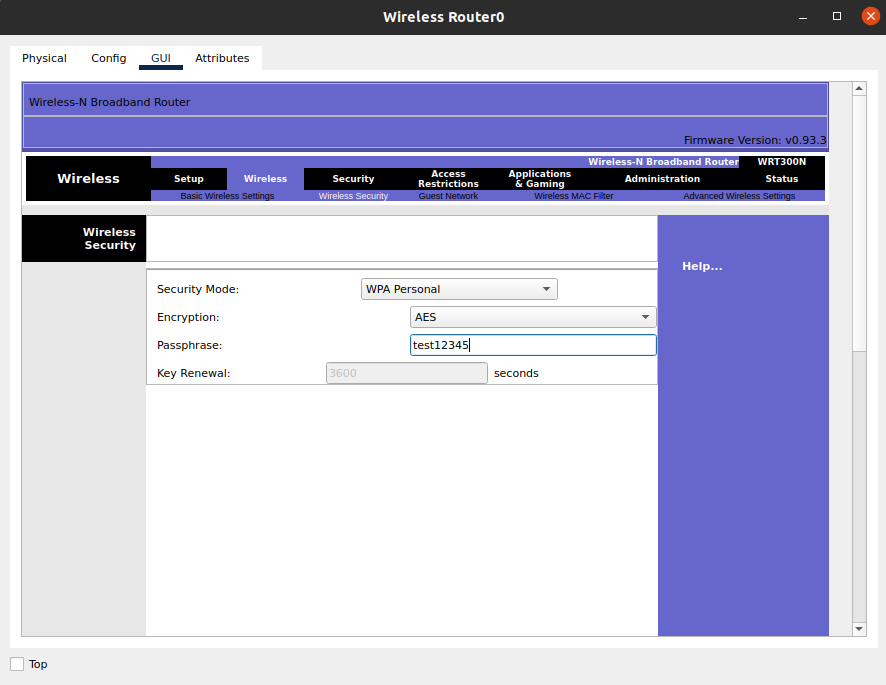 Wireless Router0
Physical Config GUI Attributes
Wireless-N Broadband Router
Firmware Version: v0.93.3
Wireless-N Broadband Router WRT300N
Wireless Setup Wireless Security Access Restrictions Applications & Gaming Administration Status
Basic Wireless Settings Wireless Security Guest Network Wireless MAC Filter Advanced Wireless Settings
Wireless
Security
Help...
Security Mode: WPA Personal
Encryption: AES
Passphrase: test12345
Key Renewal: 3600 seconds
Top